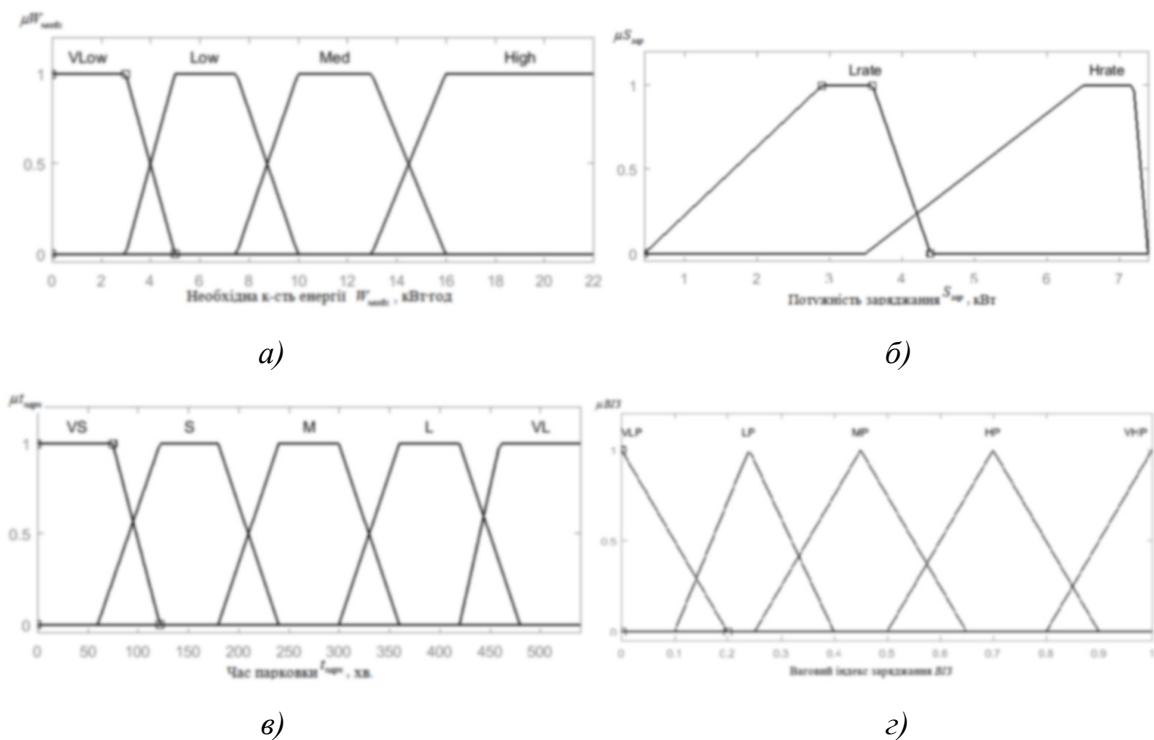 VLow Low Med High
1
0.5
0
0 2 4 6 8 10 12 14 16 18 20 22
Необхідна к-сть енергії , кВт·год
а)
Lrate Hrate
1
0.5
0
1 2 3 4 5 6 7
Потужність заряджання , кВт
б)
VS S M L VL
1
0.5
0
0 50 100 150 200 250 300 350 400 450 500
Час парковки , хв.
в)
μВІЗ
VLP LP MP HP VHP
1
0.5
0
0 0.1 0.2 0.3 0.4 0.5 0.6 0.7 0.8 0.9 1
Ваговий індекс заряджання ВІЗ
г)